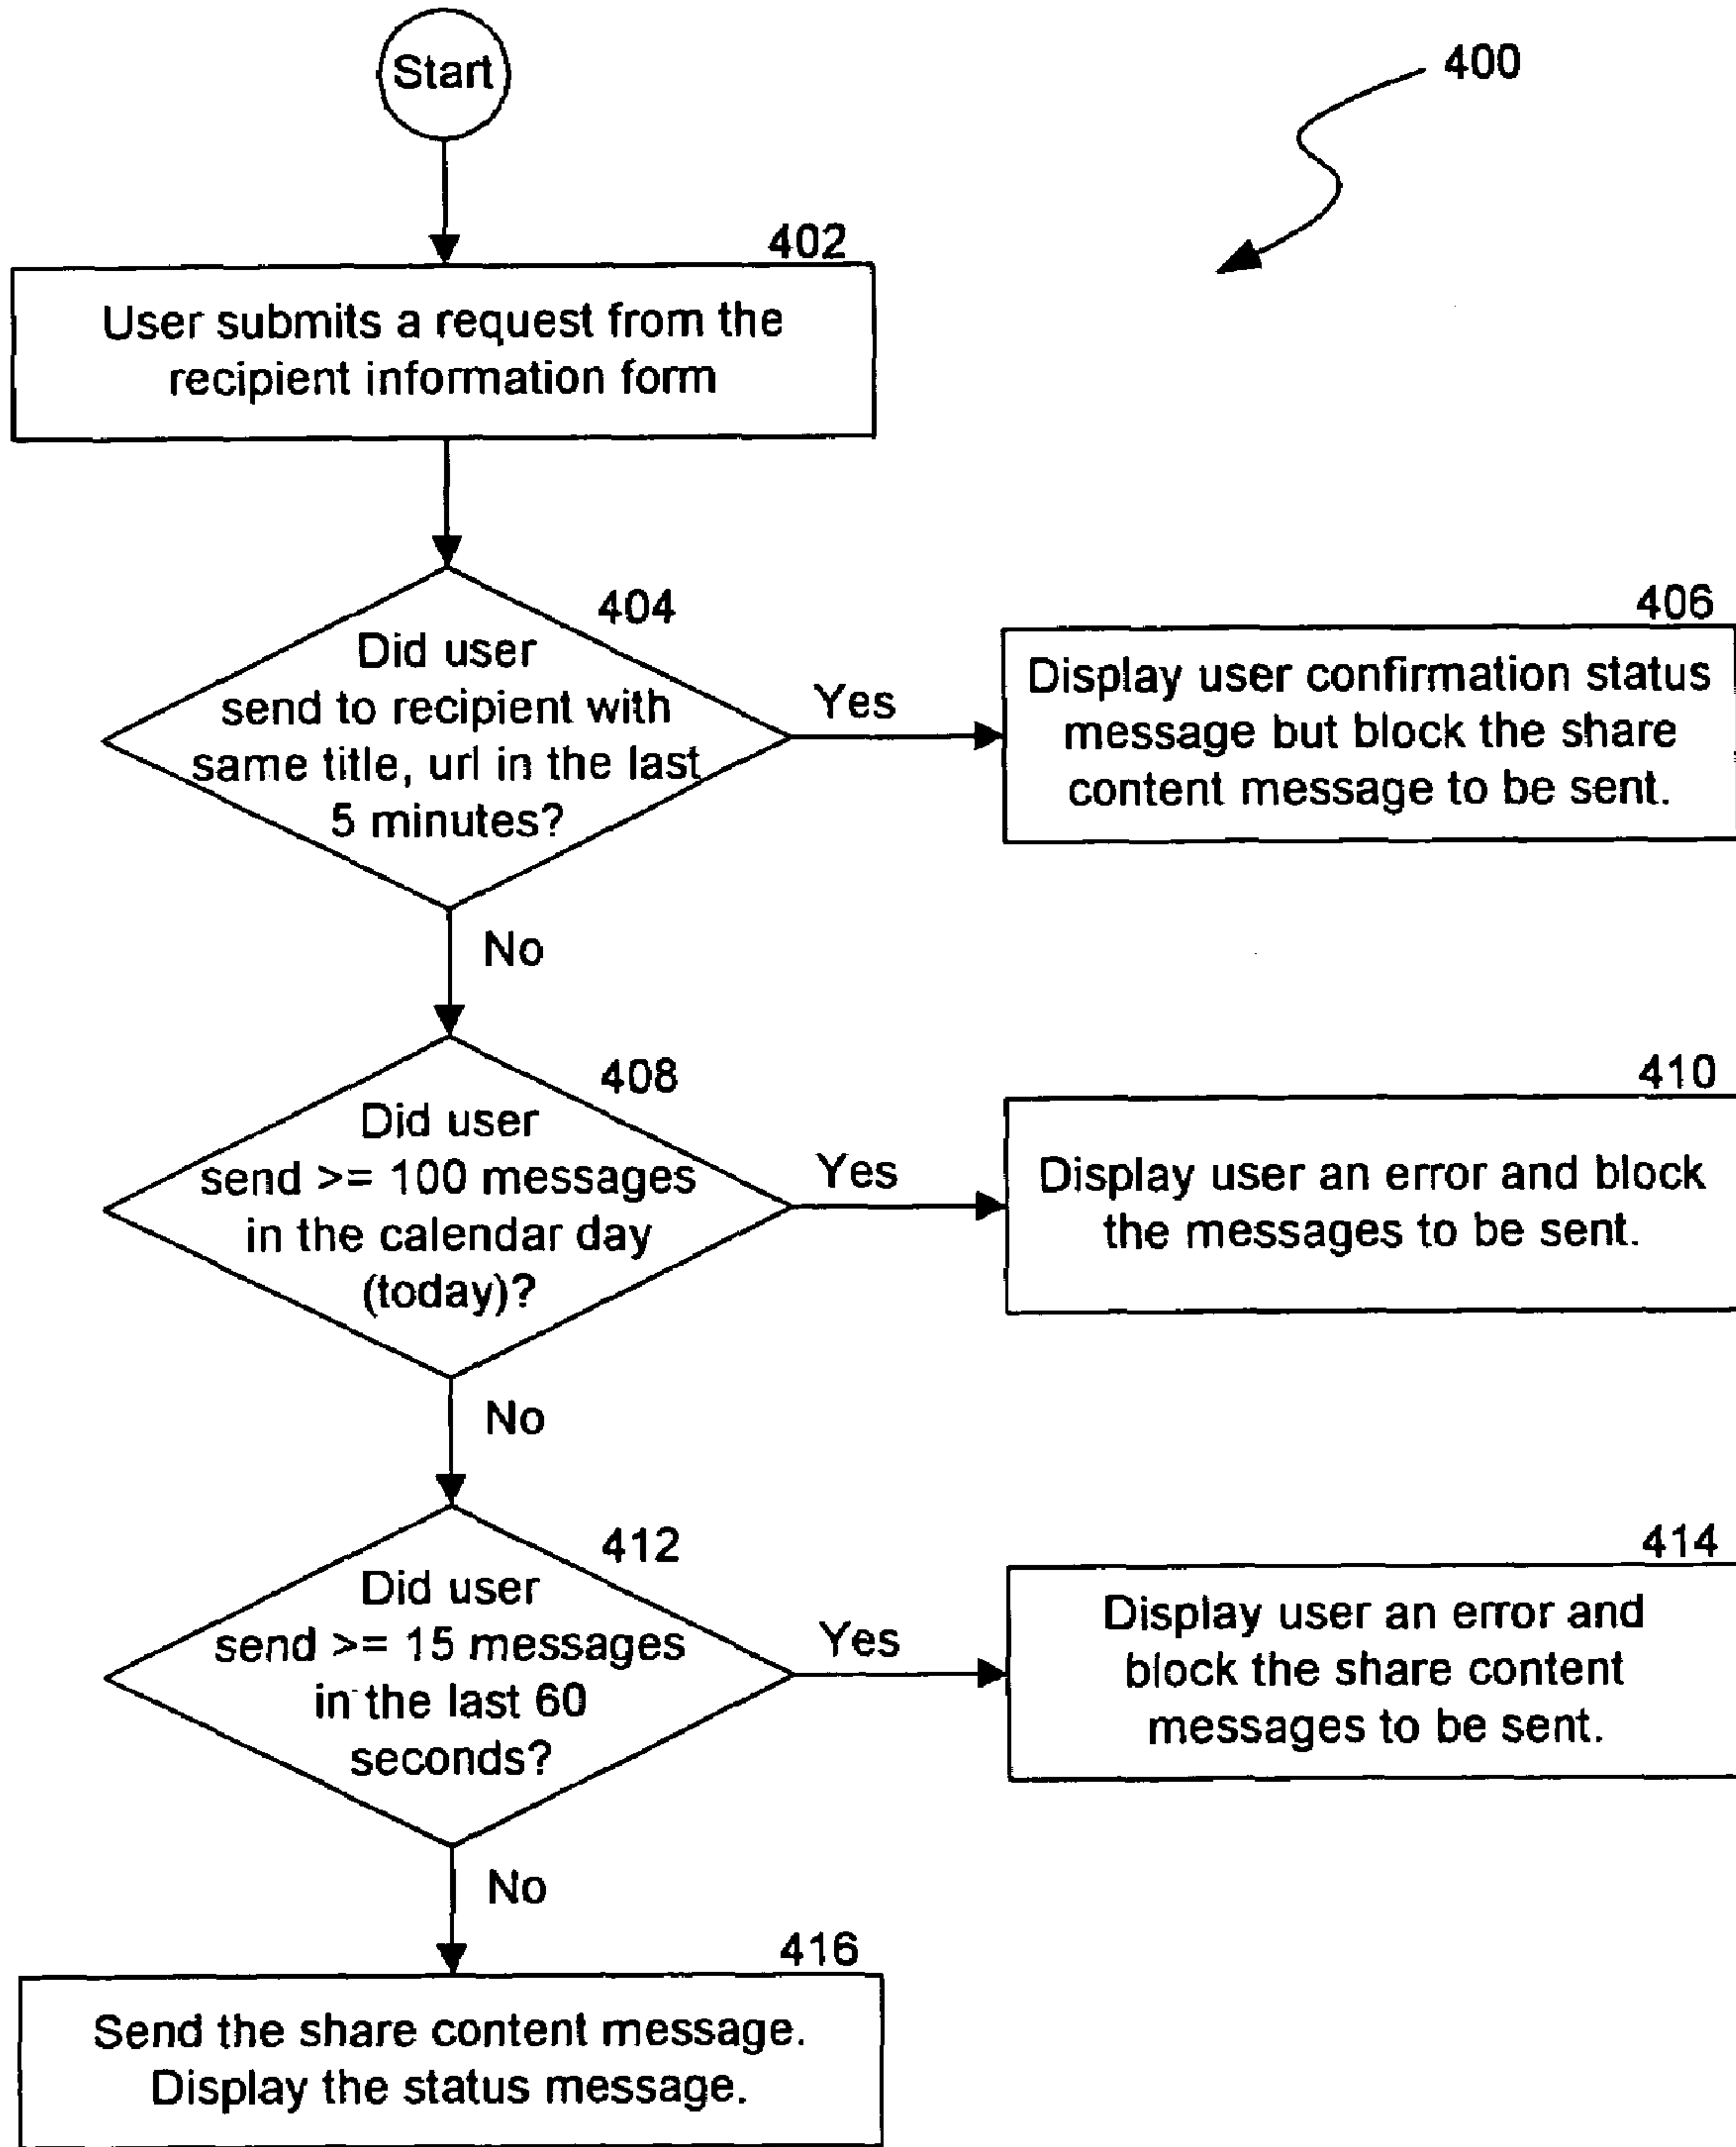 Start
400
402
User submits a request from the
recipient information form
404
Did user
send to recipient with
same title, url in the last
5 minutes?
Yes
406
Display user confirmation status
message but block the share
content message to be sent.
No
408
Did user
send >= 100 messages
in the calendar day
(today)?
Yes
410
Display user an error and block
the messages to be sent.
No
412
Did user
send >= 15 messages
in the last 60
seconds?
Yes
414
Display user an error and
block the share content
messages to be sent.
No
416
Send the share content message.
Display the status message.